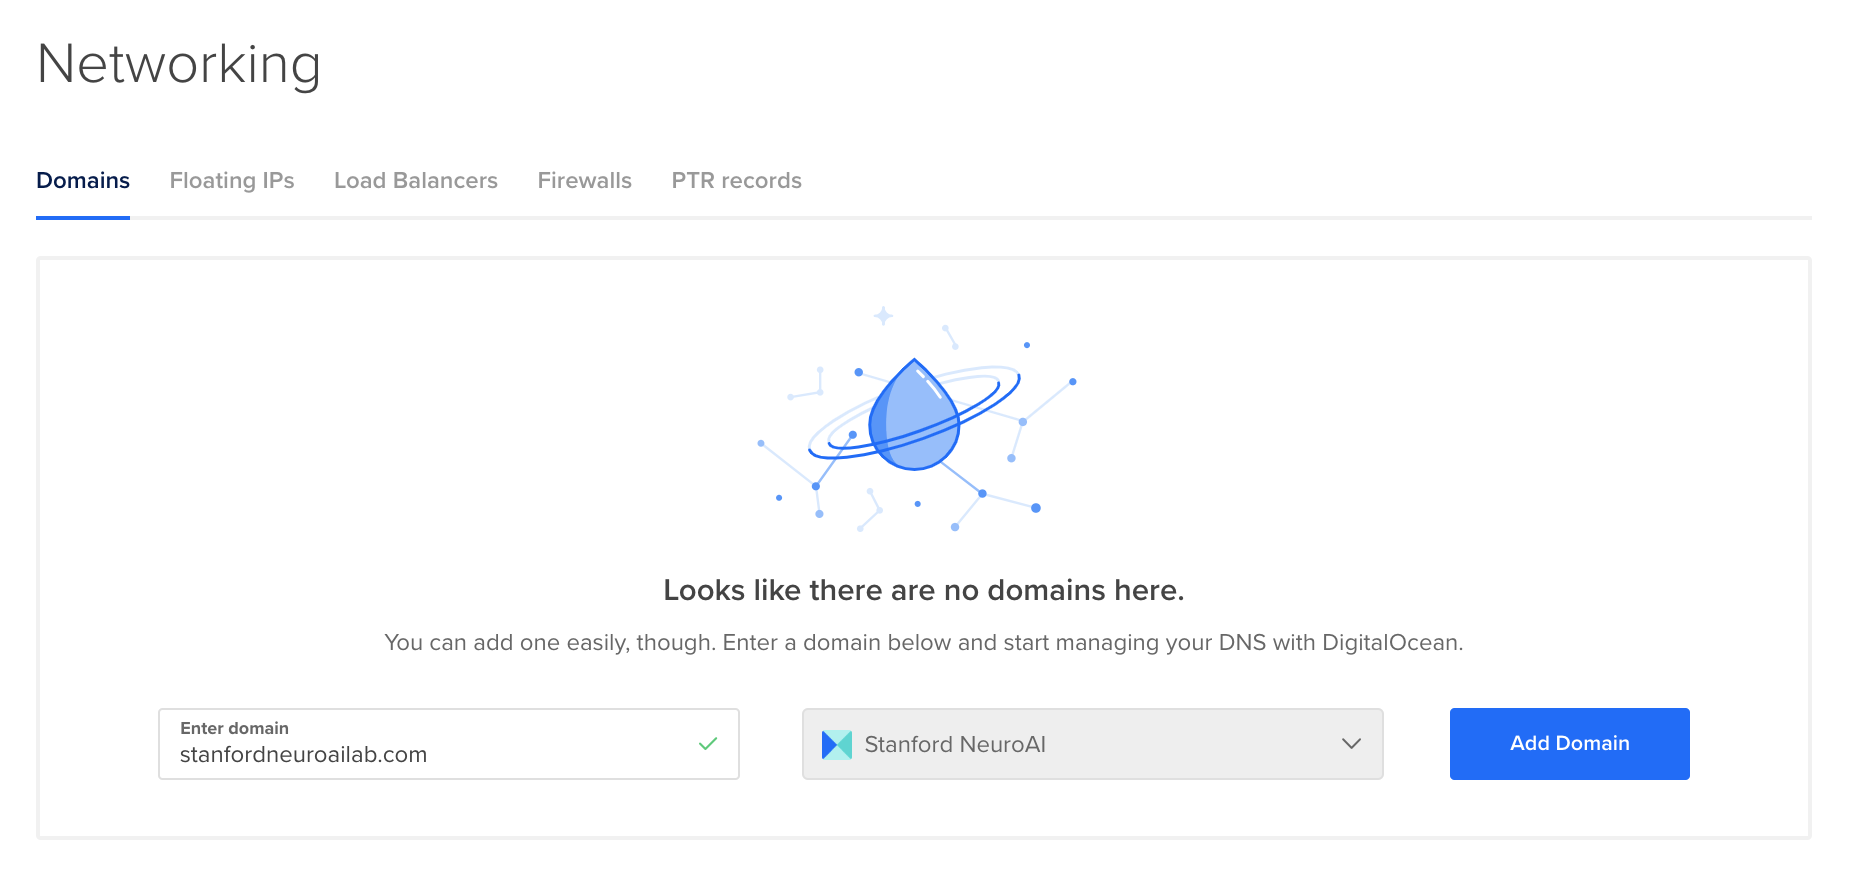 Networking
Domains Floating IPs Load Balancers Firewalls PTR records
Looks like there are no domains here.
You can add one easily, though. Enter a domain below and start managing your DNS with DigitalOcean.
Enter domain
stanfordneuroailab.com
Stanford NeuroAI
Add Domain